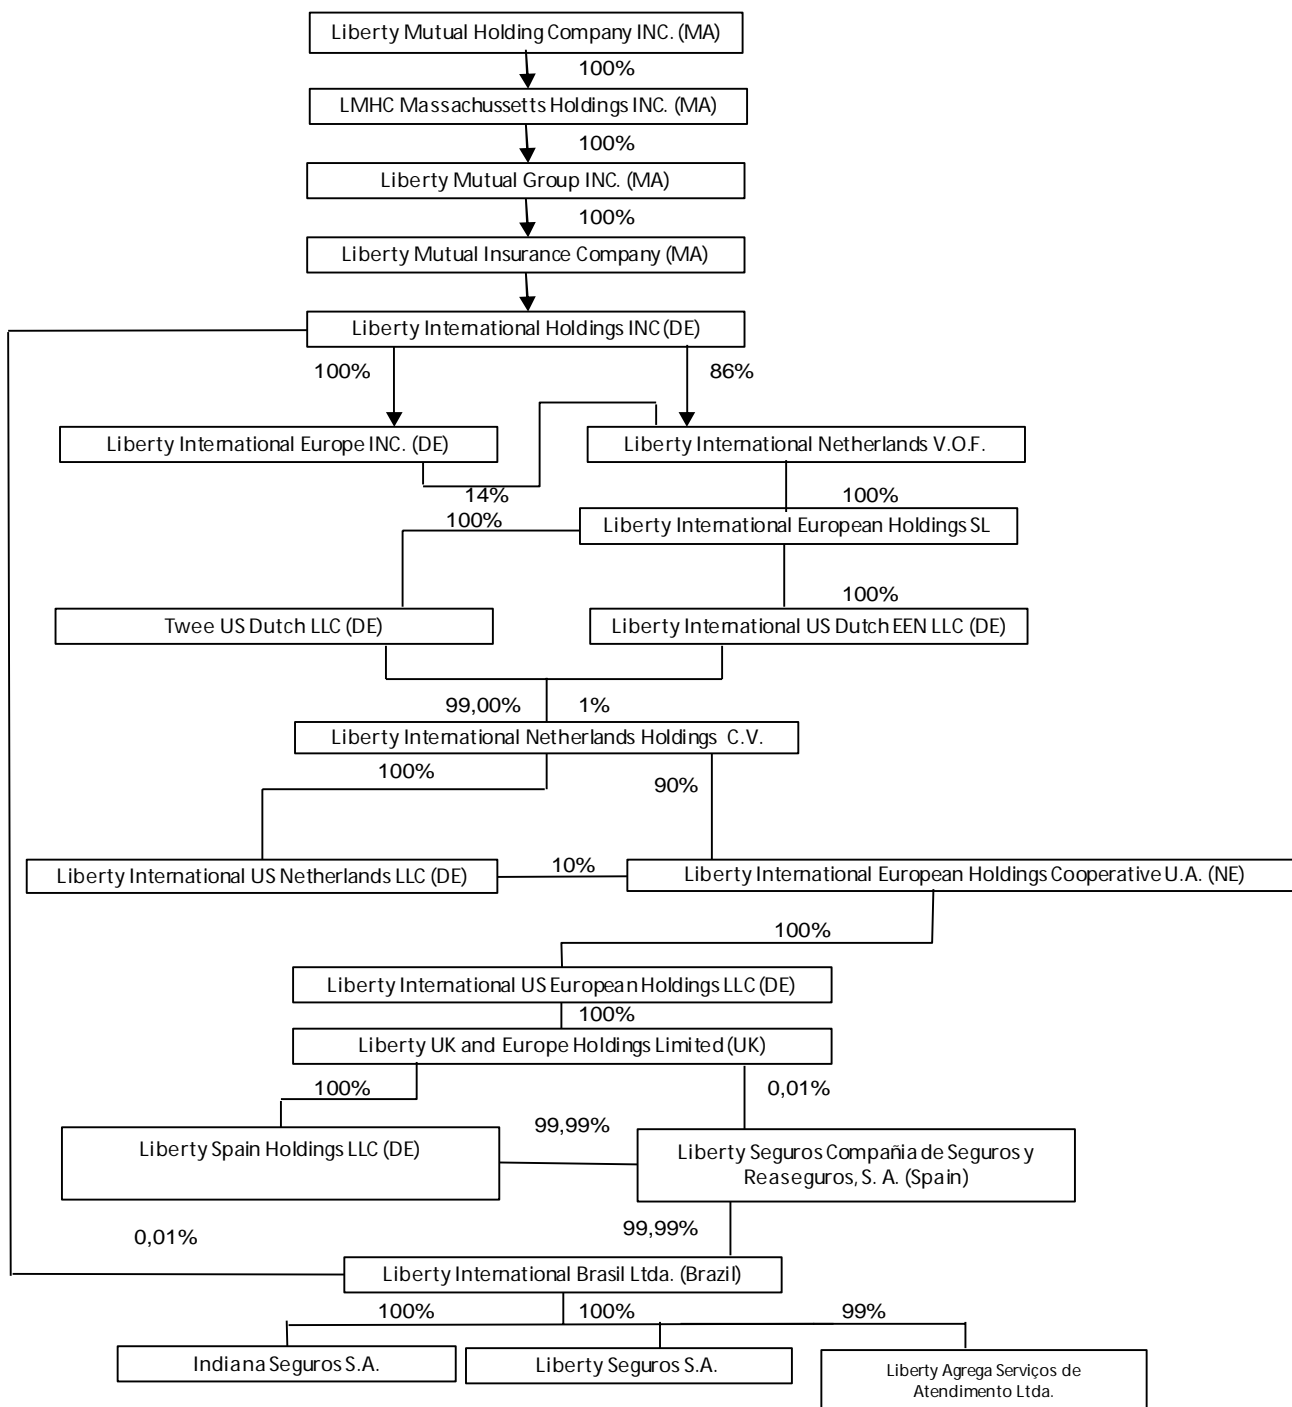 Liberty Mutual Holding Company INC. (MA)
100%
LMHC Massachussetts Holdings INC. (MA)
100%
Liberty Mutual Group INC. (MA)
100%
Liberty Mutual Insurance Company (MA)
Liberty International Holdings INC (DE)
100%
86%
Liberty International Europe INC. (DE)
Liberty International Netherlands V.O.F.
14%
100%
100%
Liberty International European Holdings SL
100%
Twee US Dutch LLC (DE)
Liberty International US Dutch EEN LLC (DE)
99,00%
1%
Liberty International Netherlands Holdings C.V.
100%
90%
Liberty International US Netherlands LLC (DE)
10%
Liberty International European Holdings Cooperative U.A. (NE)
100%
Liberty International US European Holdings LLC (DE)
100%
Liberty UK and Europe Holdings Limited (UK)
100%
0,01%
Liberty Spain Holdings LLC (DE)
99,99%
Liberty Seguros Compañia de Seguros y
Reaseguros, S. A. (Spain)
0,01%
99,99%
Liberty International Brasil Ltda. (Brazil)
100%
100%
99%
Indiana Seguros S.A.
Liberty Seguros S.A.
Liberty Agrega Serviços de
Atendimento Ltda.